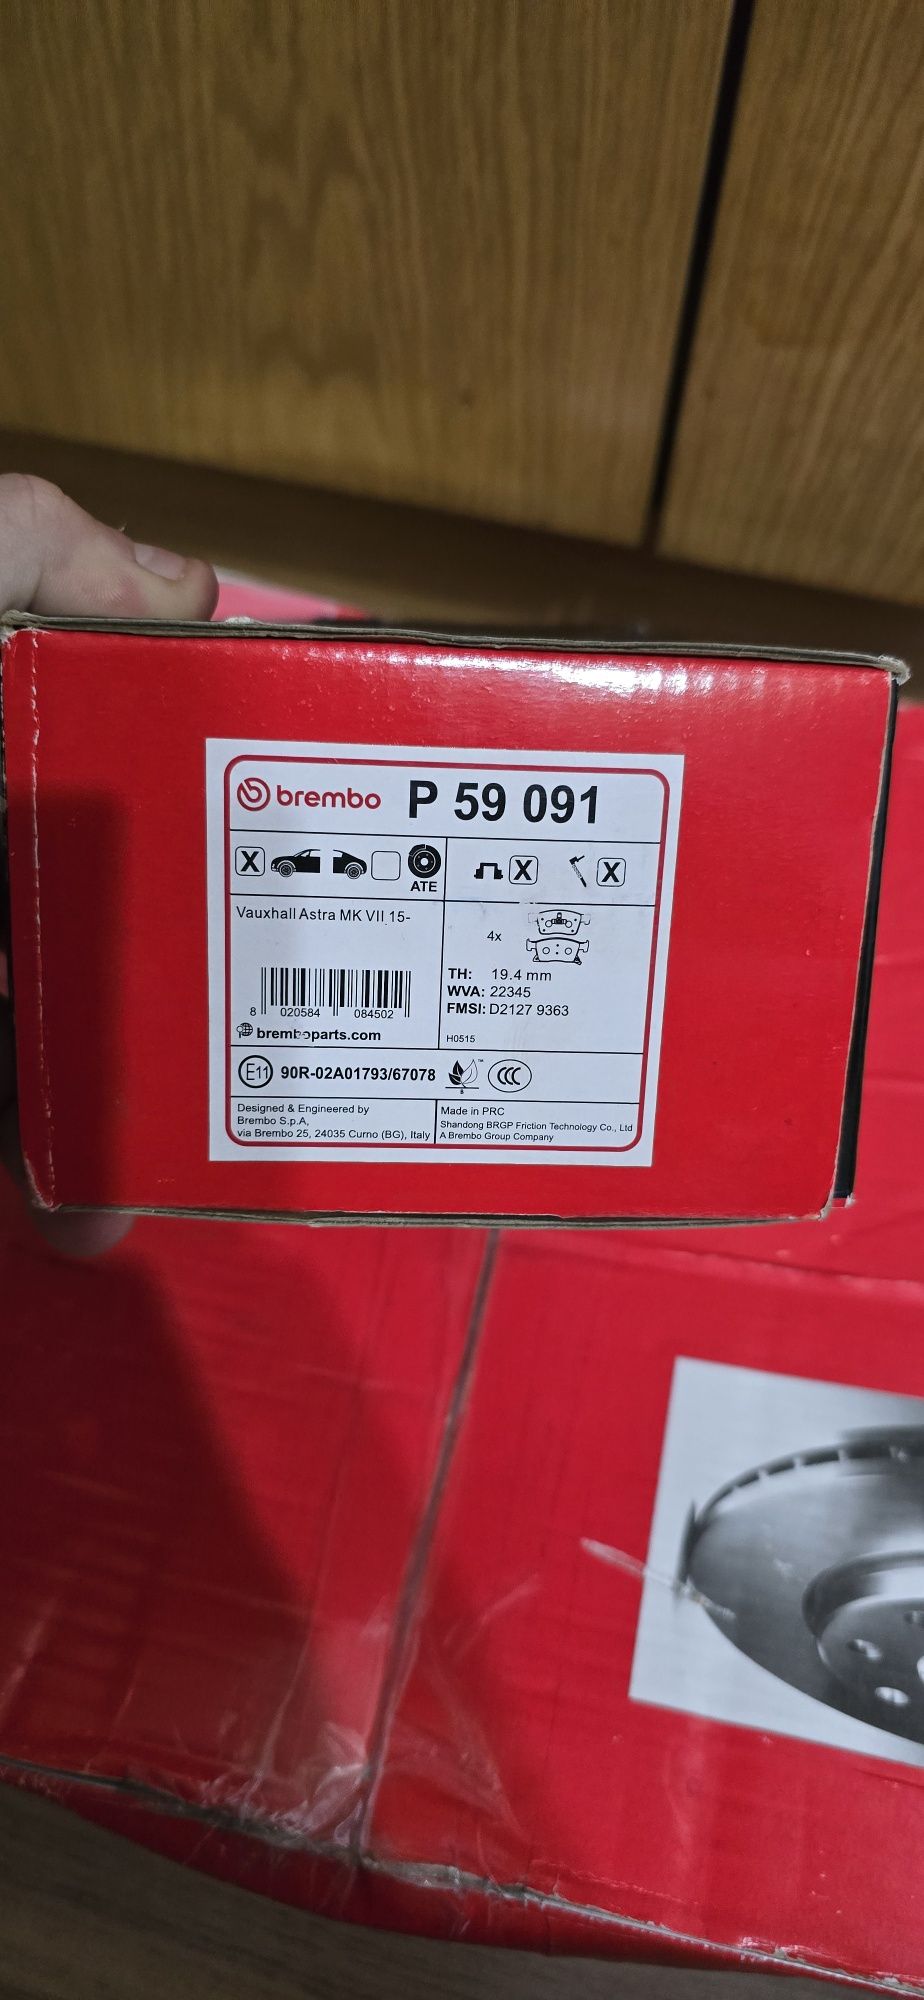 brembo P 59 091
X ATE X X
Vauxhall Astra MK VII 15-
4x
TH: 19.4 mm
WVA: 22345
FMSI: D2127 9363
8 020584 084502
bremboparts.com
H0515
E11 90R-02A01793/67078 TM B CCC
Designed & Engineered by
Brembo S.p.A,
via Brembo 25, 24035 Curno (BG), Italy
Made in PRC
Shandong BRGP Friction Technology Co., Ltd
A Brembo Group Company